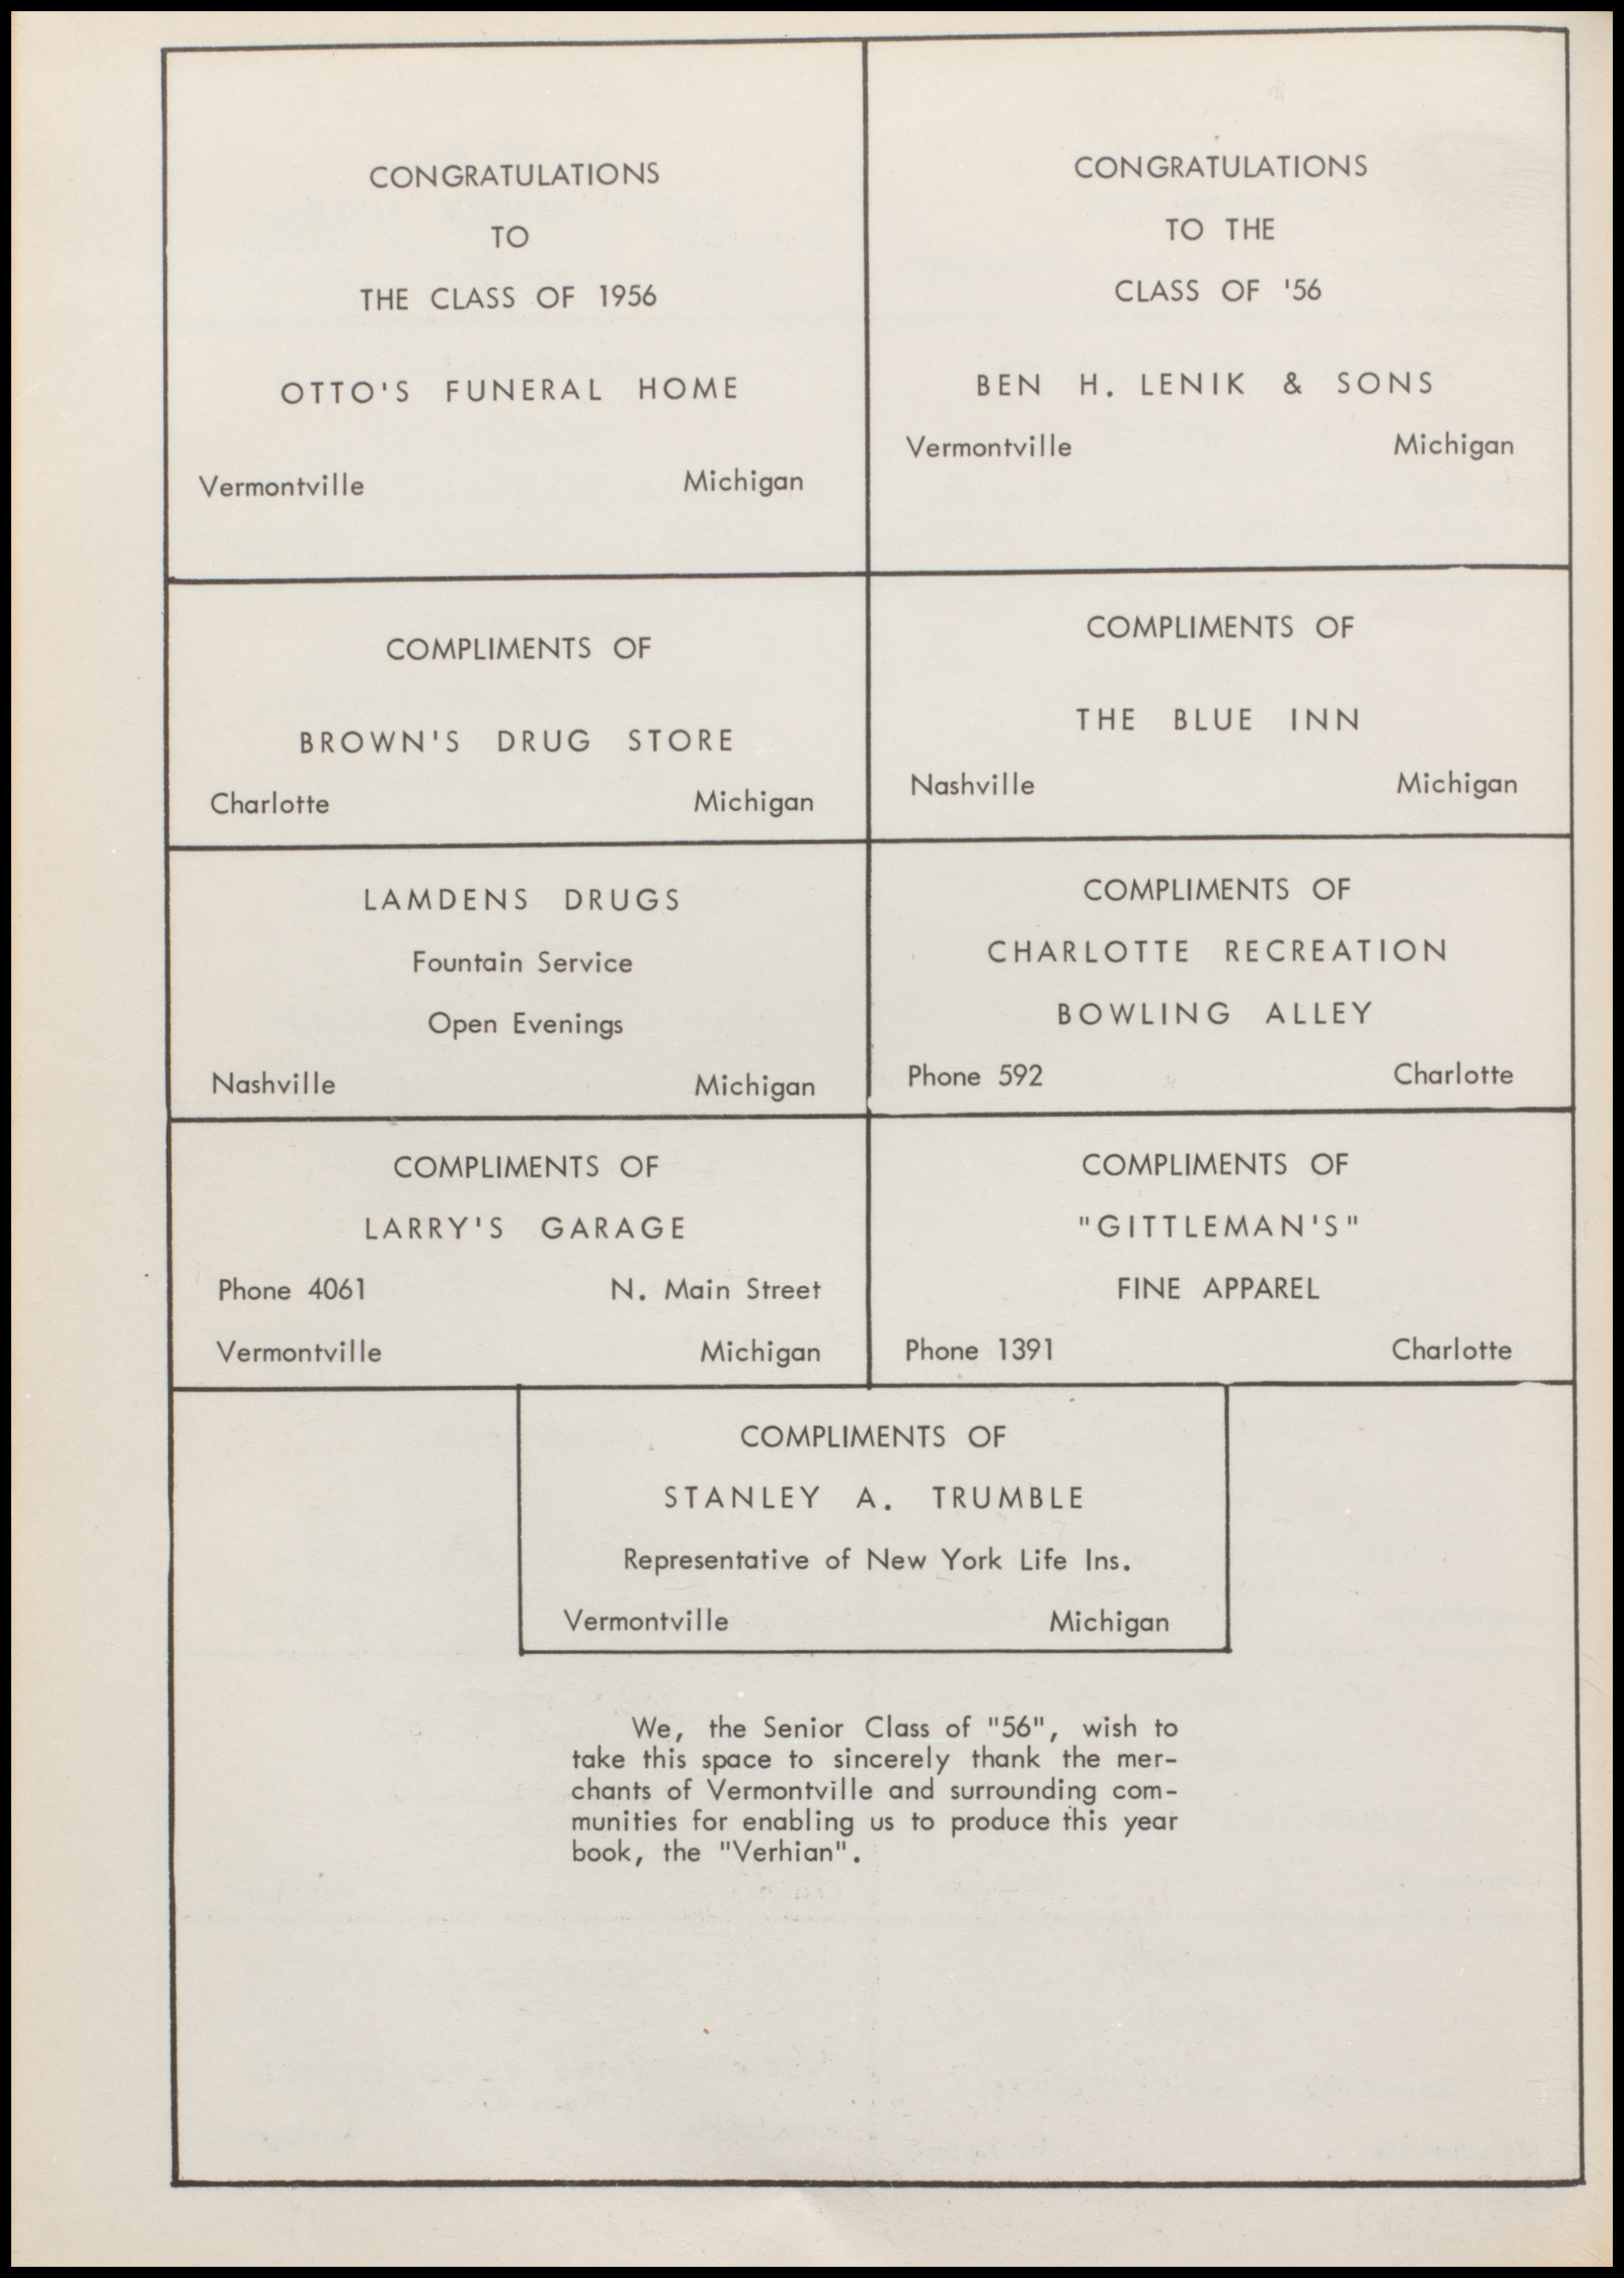 CONGRATULATIONS
TO
THE CLASS OF 1956
OTTO'S FUNERAL HOME
Vermontville Michigan
CONGRATULATIONS
TO THE
CLASS OF '56
BEN H. LENIK & SONS
Vermontville Michigan
COMPLIMENTS OF
BROWN'S DRUG STORE
Charlotte Michigan
COMPLIMENTS OF
THE BLUE INN
Nashville Michigan
LAMDENS DRUGS
Fountain Service
Open Evenings
Nashville Michigan
COMPLIMENTS OF
CHARLOTTE RECREATION
BOWLING ALLEY
Phone 592 Charlotte
COMPLIMENTS OF
LARRY'S GARAGE
Phone 4061 N. Main Street
Vermontville Michigan
COMPLIMENTS OF
"GITTLEMAN'S"
FINE APPAREL
Phone 1391 Charlotte
COMPLIMENTS OF
STANLEY A. TRUMBLE
Representative of New York Life Ins.
Vermontville Michigan
We, the Senior Class of "56", wish to
take this space to sincerely thank the mer-
chants of Vermontville and surrounding com-
munities for enabling us to produce this year
book, the "Verhian".